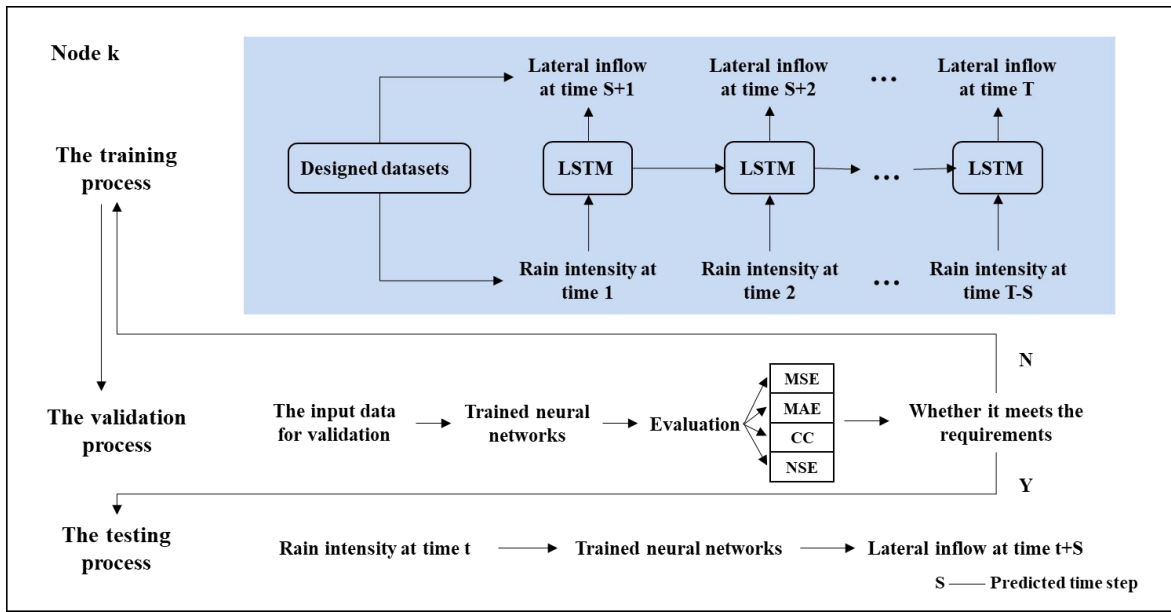 Node k
Lateral inflow
at time S+1
Lateral inflow
at time S+2
...
Lateral inflow
at time T
The training
process
Designed datasets
LSTM
LSTM
...
LSTM
Rain intensity at
time 1
Rain intensity at
time 2
...
Rain intensity at
time T-S
N
The validation
process
The input data
for validation
Trained neural
networks
Evaluation
MSE
MAE
CC
NSE
Whether it meets the
requirements
Y
The testing
process
Rain intensity at time t
Trained neural networks
Lateral inflow at time t+S
S —— Predicted time step